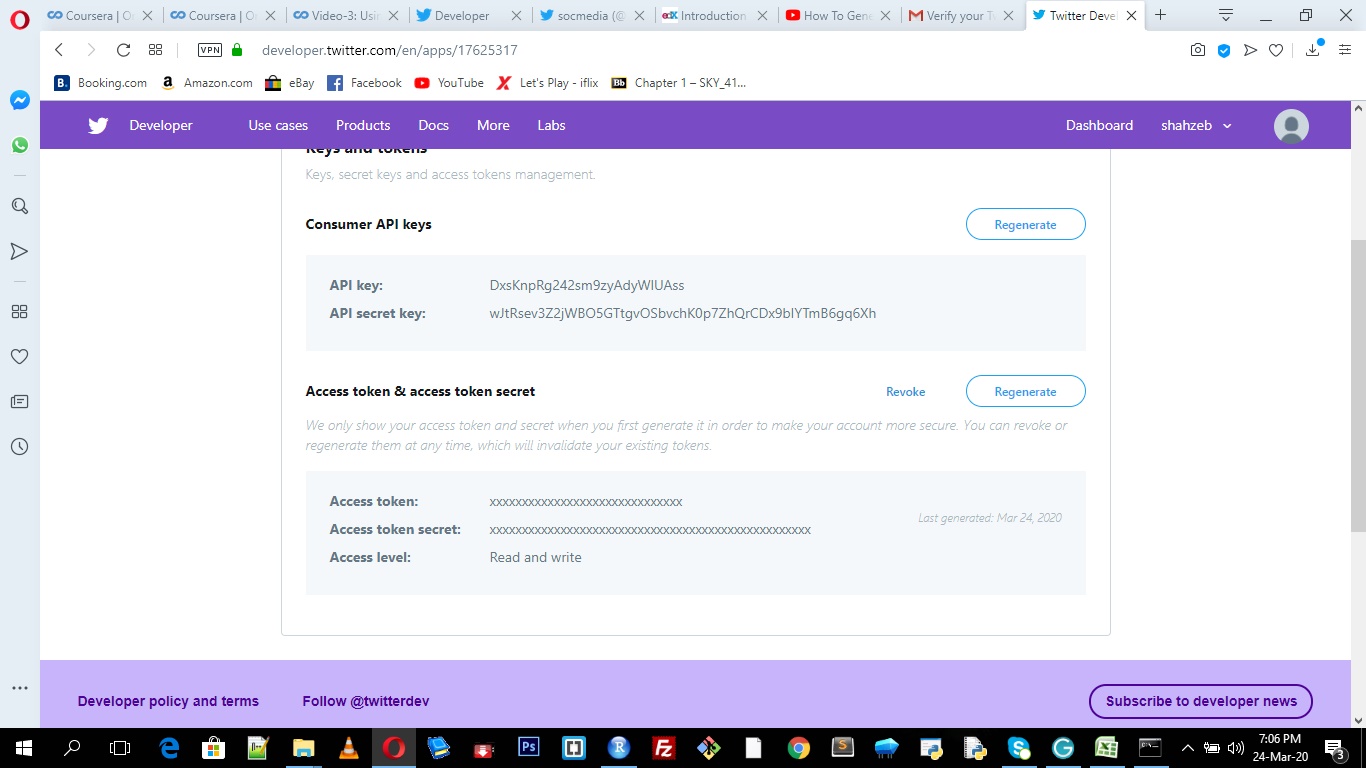 Coursera | O
Coursera | O
Video-3: Usi
Developer
socmedia (@
Introduction
How To Gene
Verify your T
Twitter Devel
VPN
developer.twitter.com/en/apps/17625317
Booking.com
Amazon.com
eBay
Facebook
YouTube
Let's Play - iflix
Chapter 1 – SKY_41...
Developer
Use cases
Products
Docs
More
Labs
Dashboard
shahzeb
Keys and tokens
Keys, secret keys and access tokens management.
Consumer API keys
Regenerate
API key:
API secret key:
Access token & access token secret
Revoke
Regenerate
We only show your access token and secret when you first generate it in order to make your account more secure. You can revoke or
regenerate them at any time, which will invalidate your existing tokens.
Access token:
Access token secret:
Last generated: Mar 24, 2020
Access level: Read and write
Developer policy and terms
Follow @twitterdev
Subscribe to developer news
7:06 PM
24-Mar-20
3